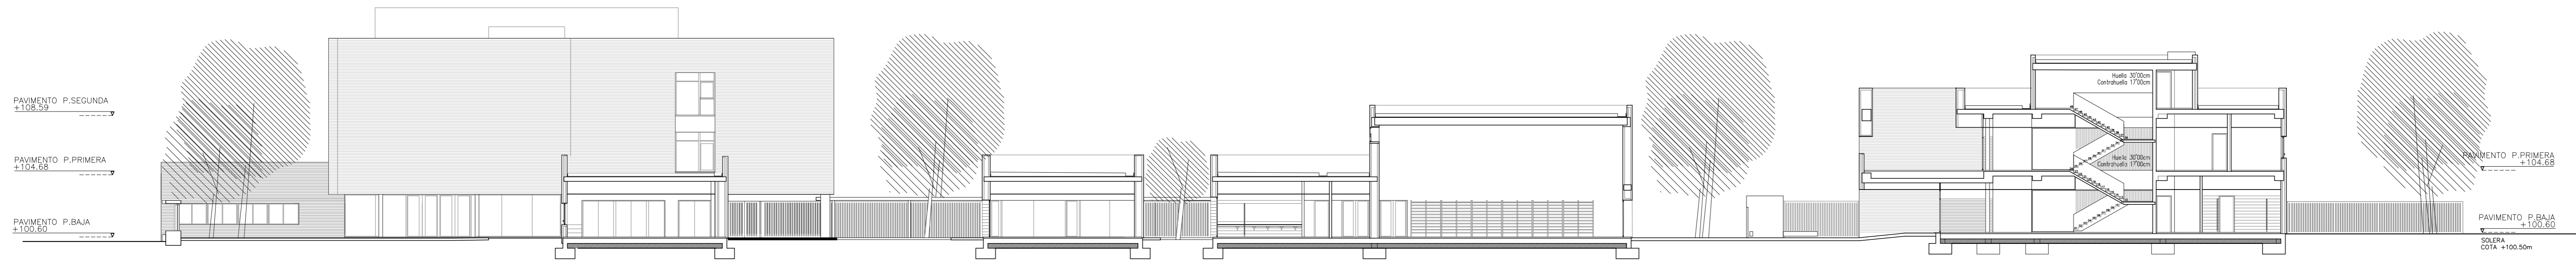 PAVIMENTO P.SEGUNDA
+108.59
PAVIMENTO P.PRIMERA
+104.68
PAVIMENTO P.BAJA
+100.60
Huella 30'00cm
Contrahuella 17'00cm
Huella 30'00cm
Contrahuella 17'00cm
PAVIMENTO P.PRIMERA
+104.68
PAVIMENTO P.BAJA
+100.60
SOLERA
COTA +100.50m